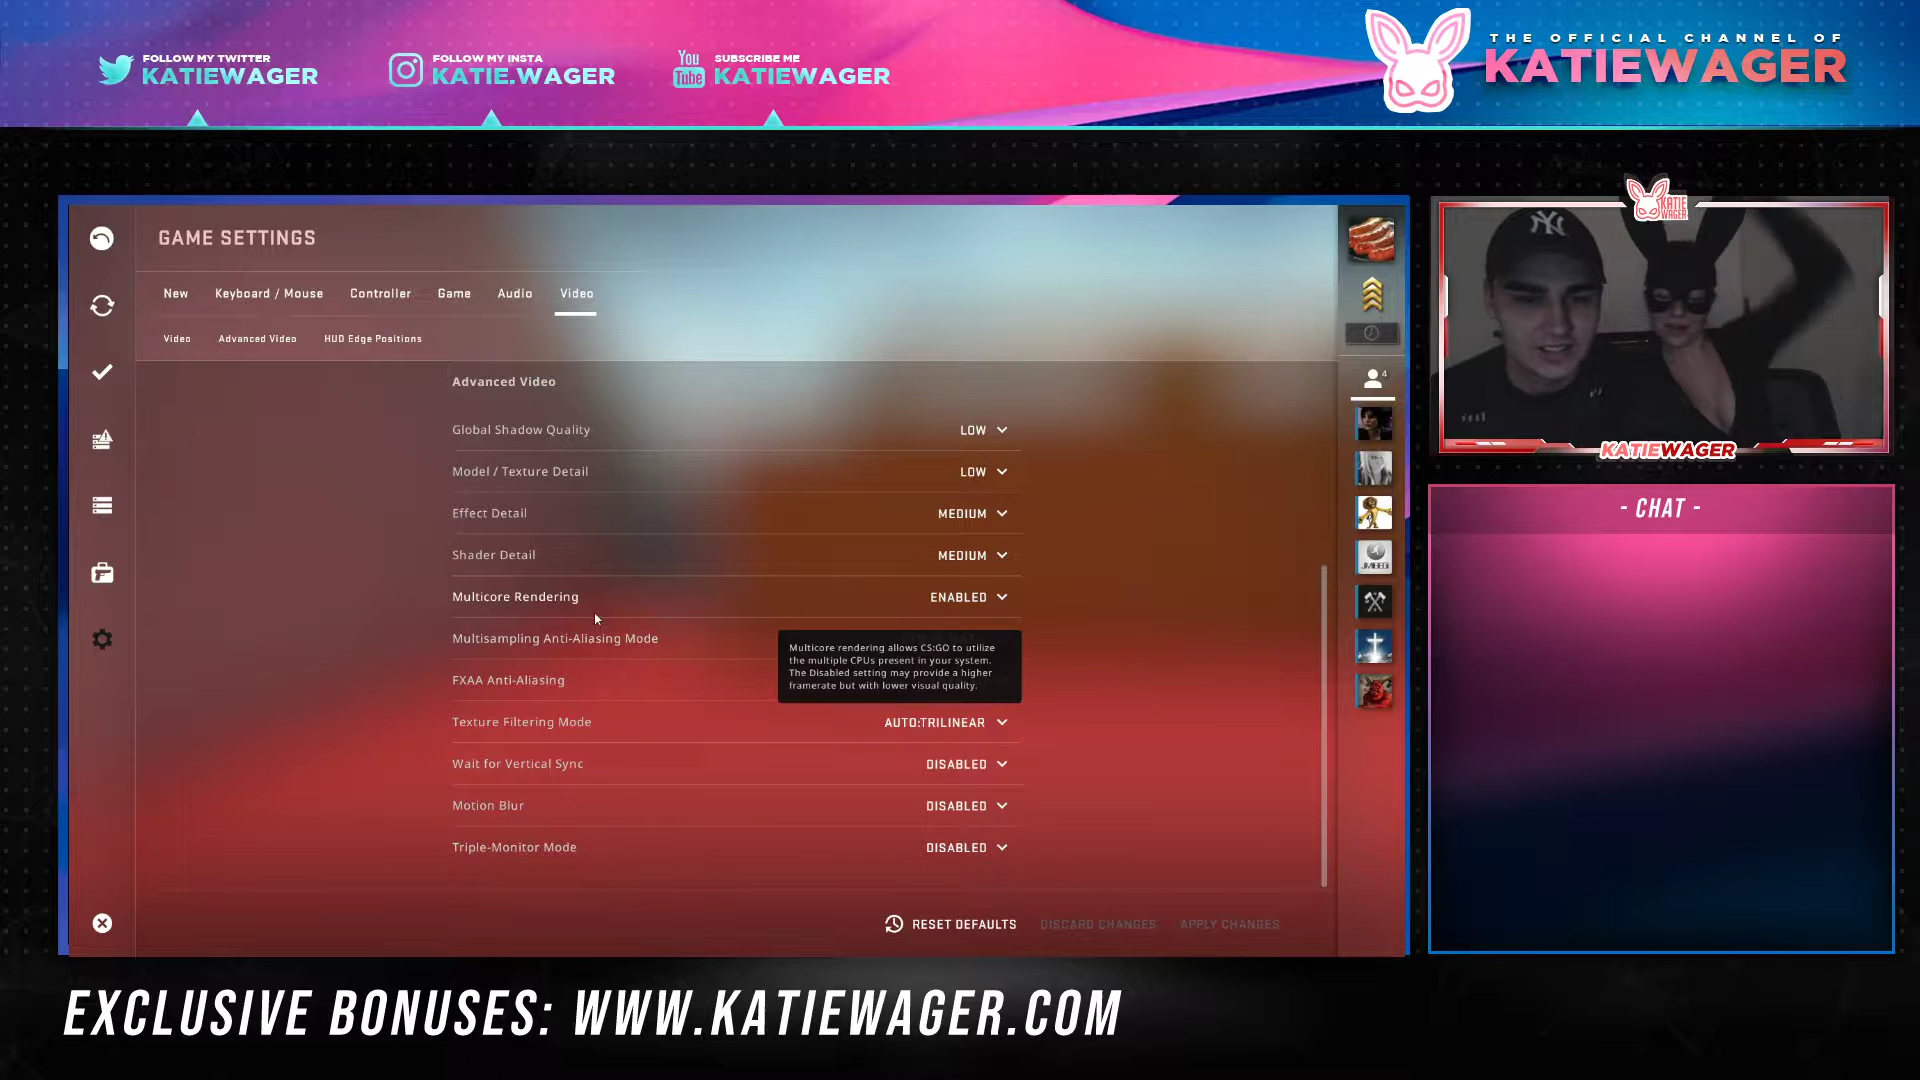 FOLLOW MY TWITTER
KATIEWAGER
FOLLOW MY INSTA
KATIE.WAGER
You
Tube
SUBSCRIBE ME
KATIEWAGER
THE OFFICIAL CHANNEL OF
KATIEWAGER
GAME SETTINGS
New
Keyboard / Mouse
Controller
Game
Audio
Video
Video
Advanced Video
HUD Edge Positions
Advanced Video
Global Shadow Quality
LOW
Model / Texture Detail
LOW
Effect Detail
MEDIUM
Shader Detail
MEDIUM
Multicore Rendering
ENABLED
Multisampling Anti-Aliasing Mode
Multicore rendering allows CS:GO to utilize
the multiple CPUs present in your system.
The Disabled setting may provide a higher
framerate but with lower visual quality.
FXAA Anti-Aliasing
Texture Filtering Mode
AUTO:TRILINEAR
Wait for Vertical Sync
DISABLED
Motion Blur
DISABLED
Triple-Monitor Mode
DISABLED
RESET DEFAULTS
DISCARD CHANGES
APPLY CHANGES
4
KATIE
WAGER
NY
KATIEWAGER
- CHAT -
EXCLUSIVE BONUSES: WWW.KATIEWAGER.COM